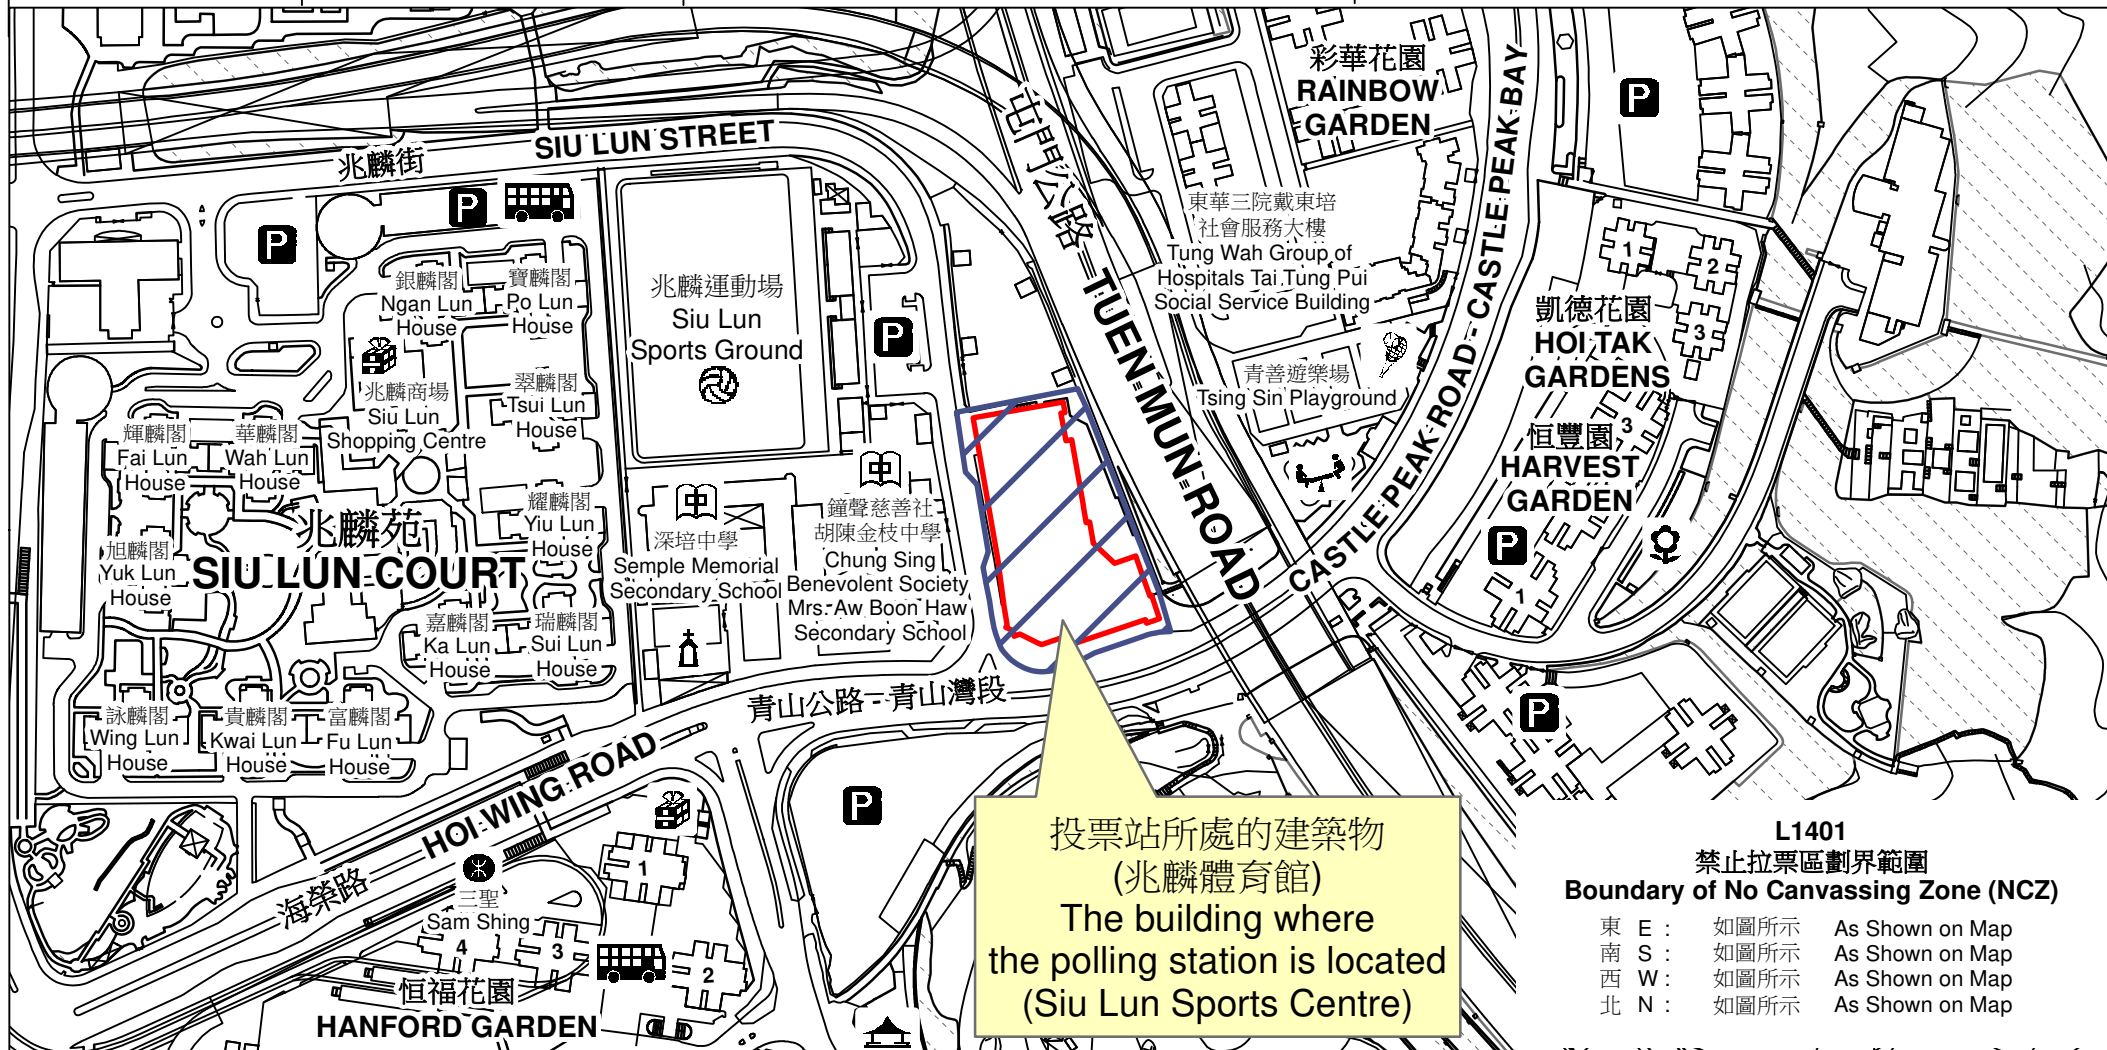 彩華花園
RAINBOW
GARDEN
兆麟街
SIU LUN STREET
屯門公路 - TUEN MUN ROAD
CASTLE PEAK ROAD - CASTLE PEAK BAY
東華三院戴東培
社會服務大樓
Tung Wah Group of
Hospitals Tai Tung Pui
Social Service Building
兆麟運動場
Siu Lun
Sports Ground
銀麟閣
Ngan Lun
House
寶麟閣
Po Lun
House
兆麟商場
Siu Lun
Shopping Centre
翠麟閣
Tsui Lun
House
輝麟閣
Fai Lun
House
華麟閣
Wah Lun
House
耀麟閣
Yiu Lun
House
旭麟閣
Yuk Lun
House
兆麟苑
SIU LUN COURT
嘉麟閣
Ka Lun
House
瑞麟閣
Sui Lun
House
詠麟閣
Wing Lun
House
貴麟閣
Kwai Lun
House
富麟閣
Fu Lun
House
中
深培中學
Semple Memorial
Secondary School
中
鐘聲慈善社
胡陳金枝中學
Chung Sing
Benevolent Society
Mrs. Aw Boon Haw
Secondary School
青善遊樂場
Tsing Sin Playground
凱德花園
HOI TAK
GARDENS
1
2
3
恒豐園
HARVEST
GARDEN
3
1
P
P
P
P
P
P
P
P
青山公路 - 青山灣段
海榮路
HOI WING ROAD
三聖
Sam Shing
1
2
3
4
恒福花園
HANFORD GARDEN
投票站所處的建築物
(兆麟體育館)
The building where
the polling station is located
(Siu Lun Sports Centre)
L1401
禁止拉票區劃界範圍
Boundary of No Canvassing Zone (NCZ)
東 E : 如圖所示 As Shown on Map
南 S : 如圖所示 As Shown on Map
西 W : 如圖所示 As Shown on Map
北 N : 如圖所示 As Shown on Map